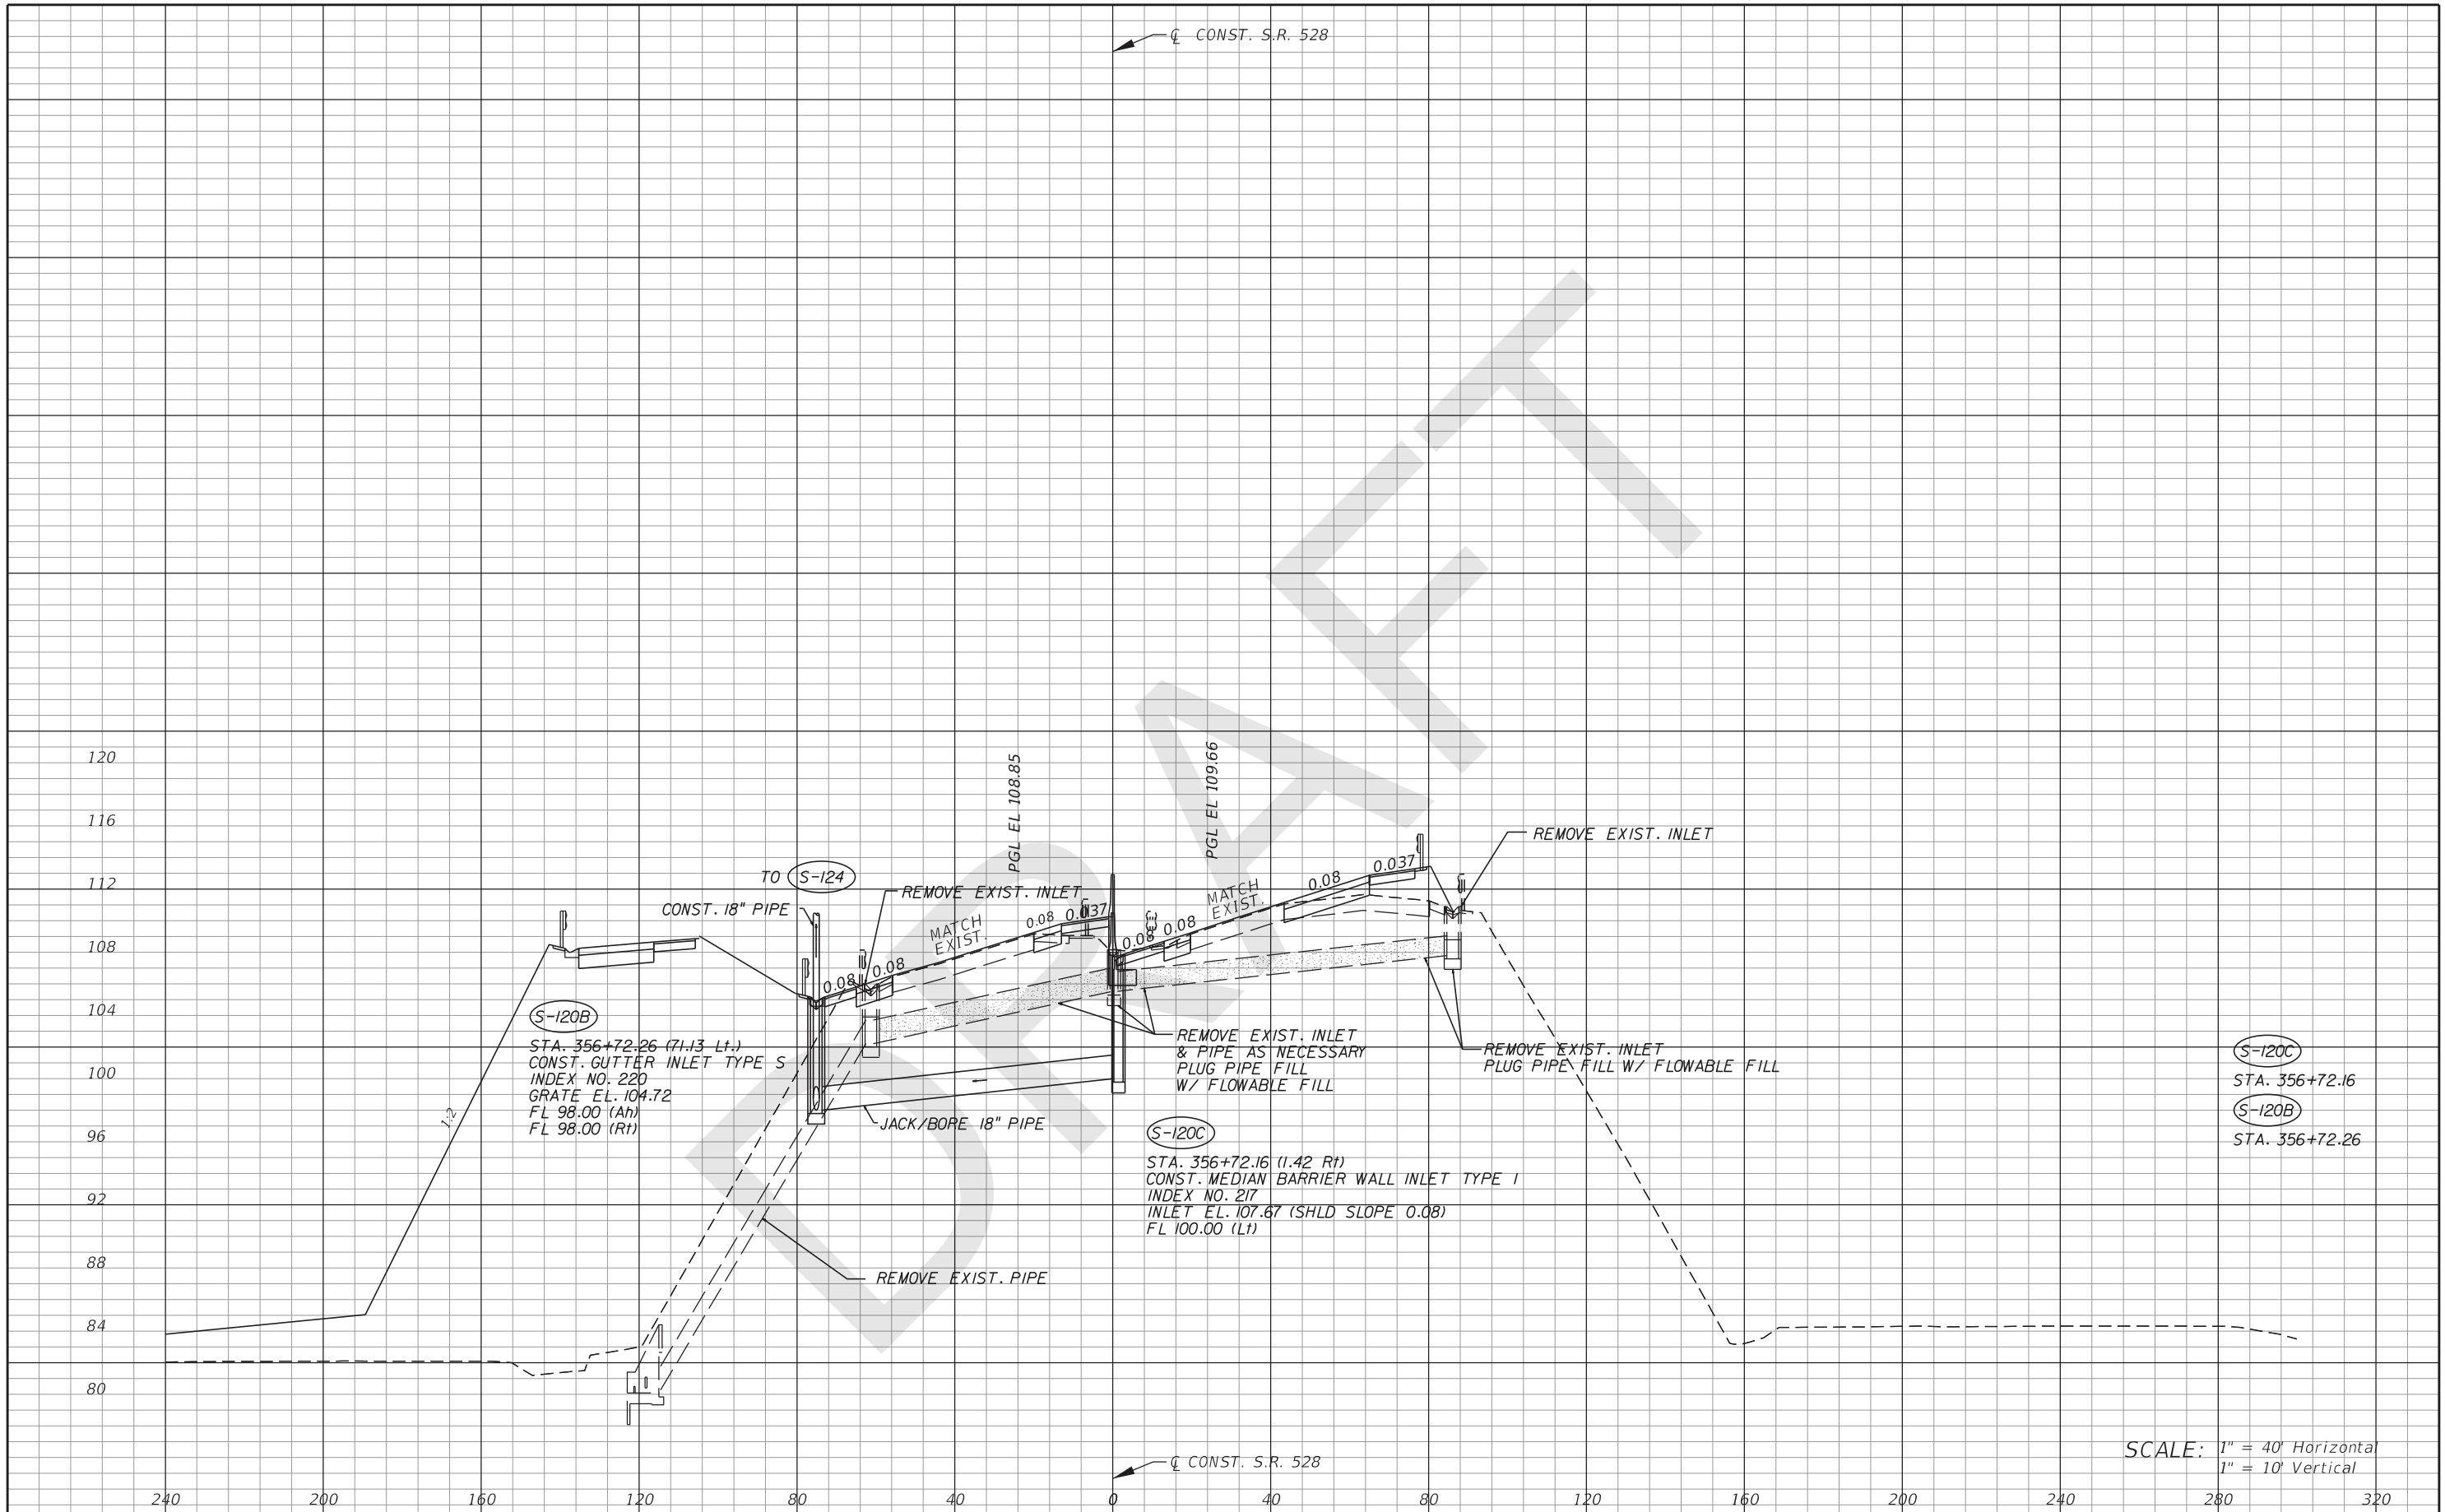 ℄ CONST. S.R. 528
120
116
112
108
104
100
96
92
88
84
80
PGL EL 108.85
PGL EL 109.66
TO S-124
CONST. 18" PIPE
REMOVE EXIST. INLET
REMOVE EXIST. INLET
MATCH
EXIST.
MATCH
EXIST.
0.08
0.08
0.08
0.037
0.08
0.08
0.08
0.037
1:2
S-120B
STA. 356+72.26 (71.13 Lt.)
CONST. GUTTER INLET TYPE S
INDEX NO. 220
GRATE EL. 104.72
FL 98.00 (Ah)
FL 98.00 (Rt)
REMOVE EXIST. INLET
& PIPE AS NECESSARY
PLUG PIPE FILL
W/ FLOWABLE FILL
REMOVE EXIST. INLET
PLUG PIPE FILL W/ FLOWABLE FILL
JACK/BORE 18" PIPE
S-120C
STA. 356+72.16 (1.42 Rt)
CONST. MEDIAN BARRIER WALL INLET TYPE 1
INDEX NO. 217
INLET EL. 107.67 (SHLD SLOPE 0.08)
FL 100.00 (Lt)
S-120C
STA. 356+72.16
S-120B
STA. 356+72.26
REMOVE EXIST. PIPE
DRAFT
℄ CONST. S.R. 528
SCALE: 1" = 40' Horizontal
1" = 10' Vertical
240 200 160 120 80 40 0 40 80 120 160 200 240 280 320